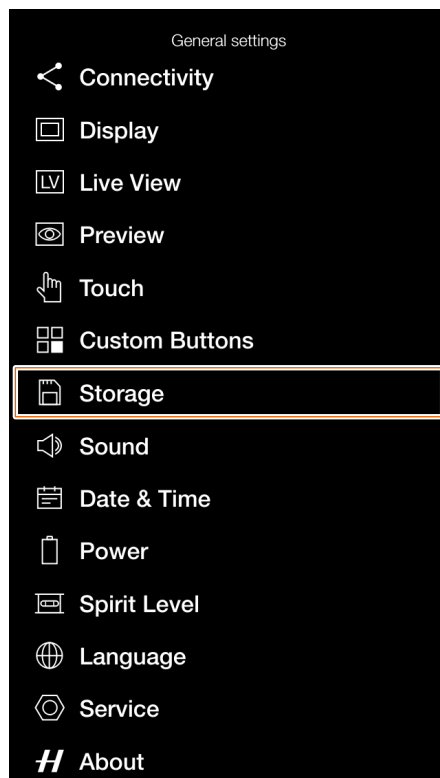 General settings
Connectivity
Display
LV Live View
Preview
Touch
Custom Buttons
Storage
Sound
Date & Time
Power
Spirit Level
Language
Service
H About